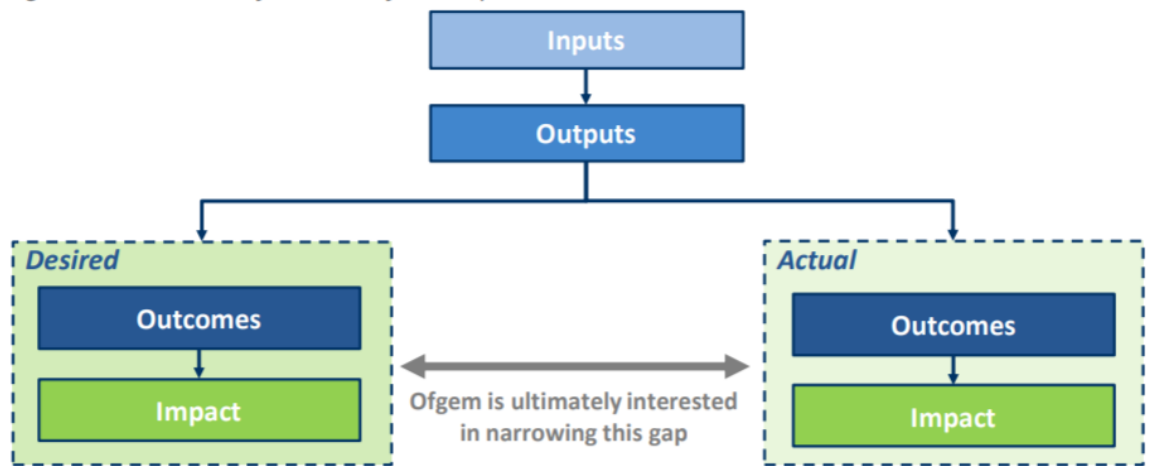 Inputs
Outputs
Desired
Outcomes
Impact
Actual
Outcomes
Impact
Ofgem is ultimately interested
in narrowing this gap